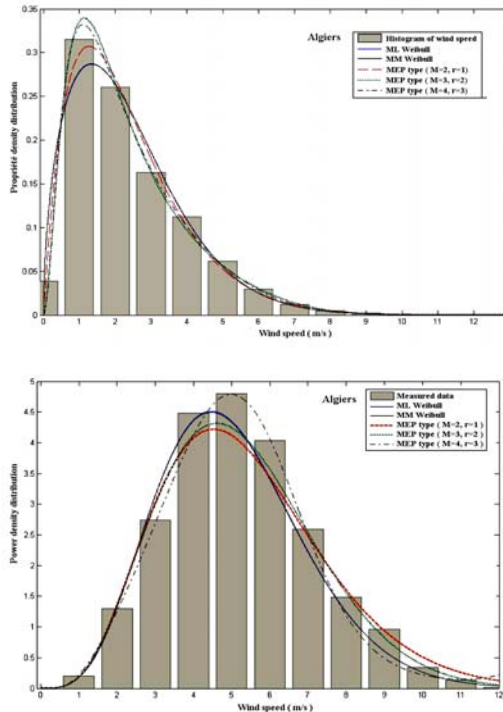 Algiers
Histogram of wind speed
ML Weibull
MM Weibull
MEP type ( M=2, r=1)
MEP type (M=3, r=2)
MEP type ( M=4, r=3)
Propriété density distribution
0.35
0.3
0.25
0.2
0.15
0.1
0.05
0
0 1 2 3 4 5 6 7 8 9 10 11 12
Wind speed ( m/s )
Algiers
Measured data
ML Weibull
MM Weibull
MEP type ( M=2, r=1 )
MEP type (M=3, r=2 )
MEP type ( M=4, r=3 )
Power density distribution
5
4.5
4
3.5
3
2.5
2
1.5
1
0.5
0
0 1 2 3 4 5 6 7 8 9 10 11 12
Wind speed ( m/s )